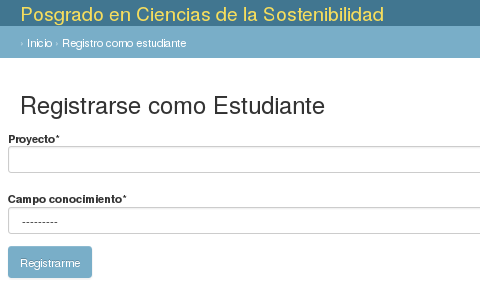 Posgrado en Ciencias de la Sostenibilidad
› Inicio › Registro como estudiante
Registrarse como Estudiante
Proyecto*
Campo conocimiento*
---------
Registrarme